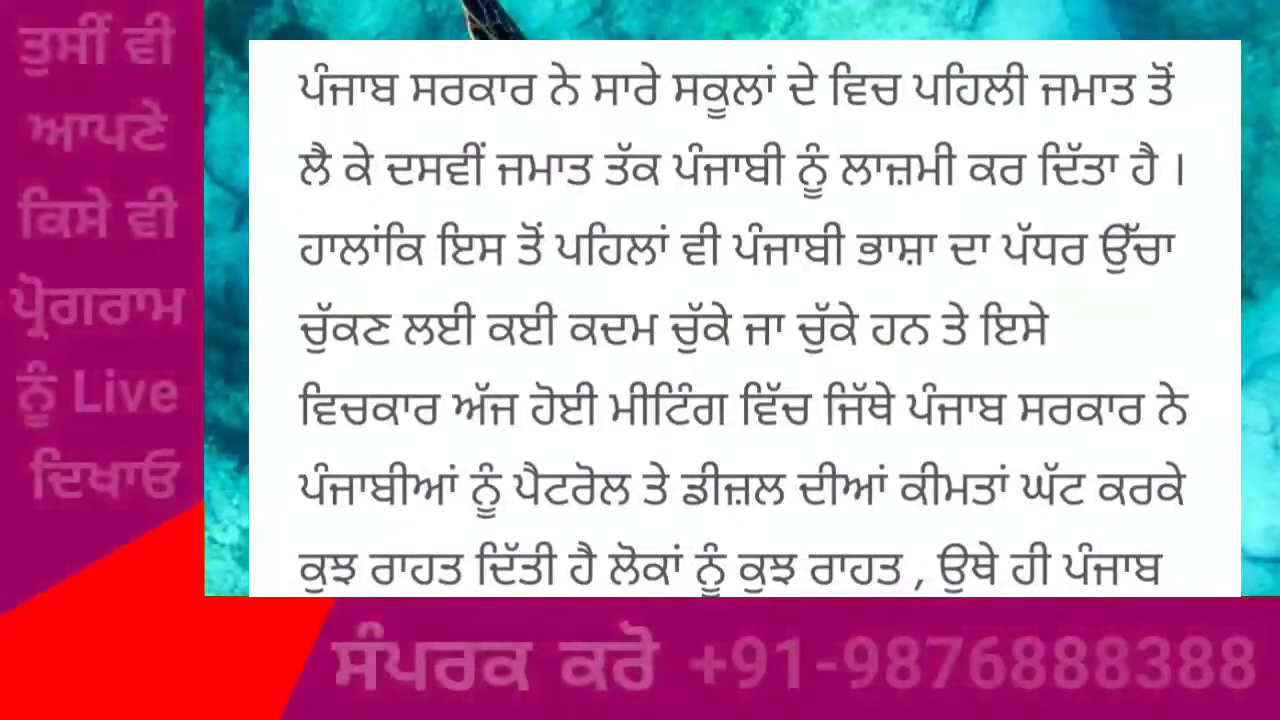 ਤੁਸੀਂ ਵੀ
ਆਪਣੇ
ਕਿਸੇ ਵੀ
ਪ੍ਰੋਗਰਾਮ
ਨੂੰ Live
ਦਿਖਾਓ
ਪੰਜਾਬ ਸਰਕਾਰ ਨੇ ਸਾਰੇ ਸਕੂਲਾਂ ਦੇ ਵਿਚ ਪਹਿਲੀ ਜਮਾਤ ਤੋਂ
ਲੈ ਕੇ ਦਸਵੀਂ ਜਮਾਤ ਤੱਕ ਪੰਜਾਬੀ ਨੂੰ ਲਾਜ਼ਮੀ ਕਰ ਦਿੱਤਾ ਹੈ ।
ਹਾਲਾਂਕਿ ਇਸ ਤੋਂ ਪਹਿਲਾਂ ਵੀ ਪੰਜਾਬੀ ਭਾਸ਼ਾ ਦਾ ਪੱਧਰ ਉੱਚਾ
ਚੁੱਕਣ ਲਈ ਕਈ ਕਦਮ ਚੁੱਕੇ ਜਾ ਚੁੱਕੇ ਹਨ ਤੇ ਇਸੇ
ਵਿਚਕਾਰ ਅੱਜ ਹੋਈ ਮੀਟਿੰਗ ਵਿੱਚ ਜਿੱਥੇ ਪੰਜਾਬ ਸਰਕਾਰ ਨੇ
ਪੰਜਾਬੀਆਂ ਨੂੰ ਪੈਟਰੋਲ ਤੇ ਡੀਜ਼ਲ ਦੀਆਂ ਕੀਮਤਾਂ ਘੱਟ ਕਰਕੇ
ਕੁਝ ਰਾਹਤ ਦਿੱਤੀ ਹੈ ਲੋਕਾਂ ਨੂੰ ਕੁਝ ਰਾਹਤ , ਉਥੇ ਹੀ ਪੰਜਾਬ
ਸੰਪਰਕ ਕਰੋ +91-9876888388